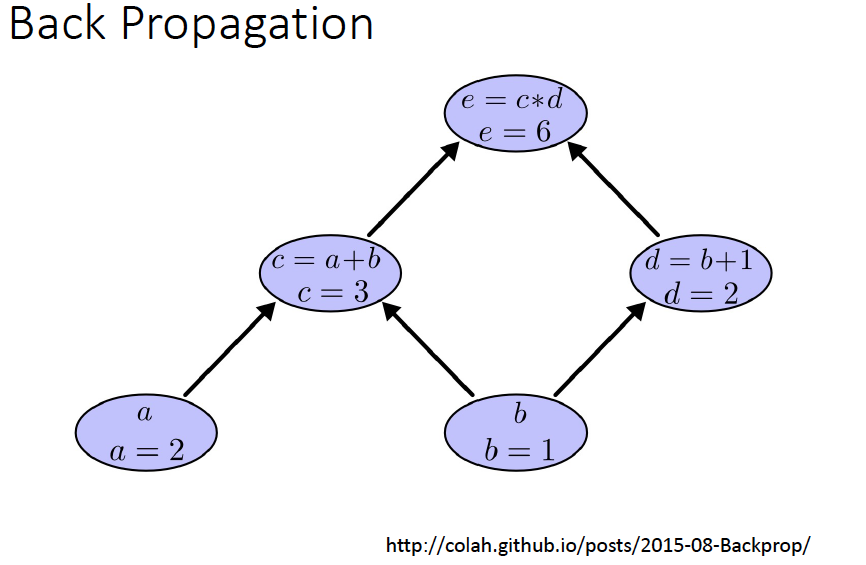 Back Propagation
e = c*d
e = 6
c = a+b
c = 3
d = b+1
d = 2
a
a = 2
b
b = 1
http://colah.github.io/posts/2015-08-Backprop/